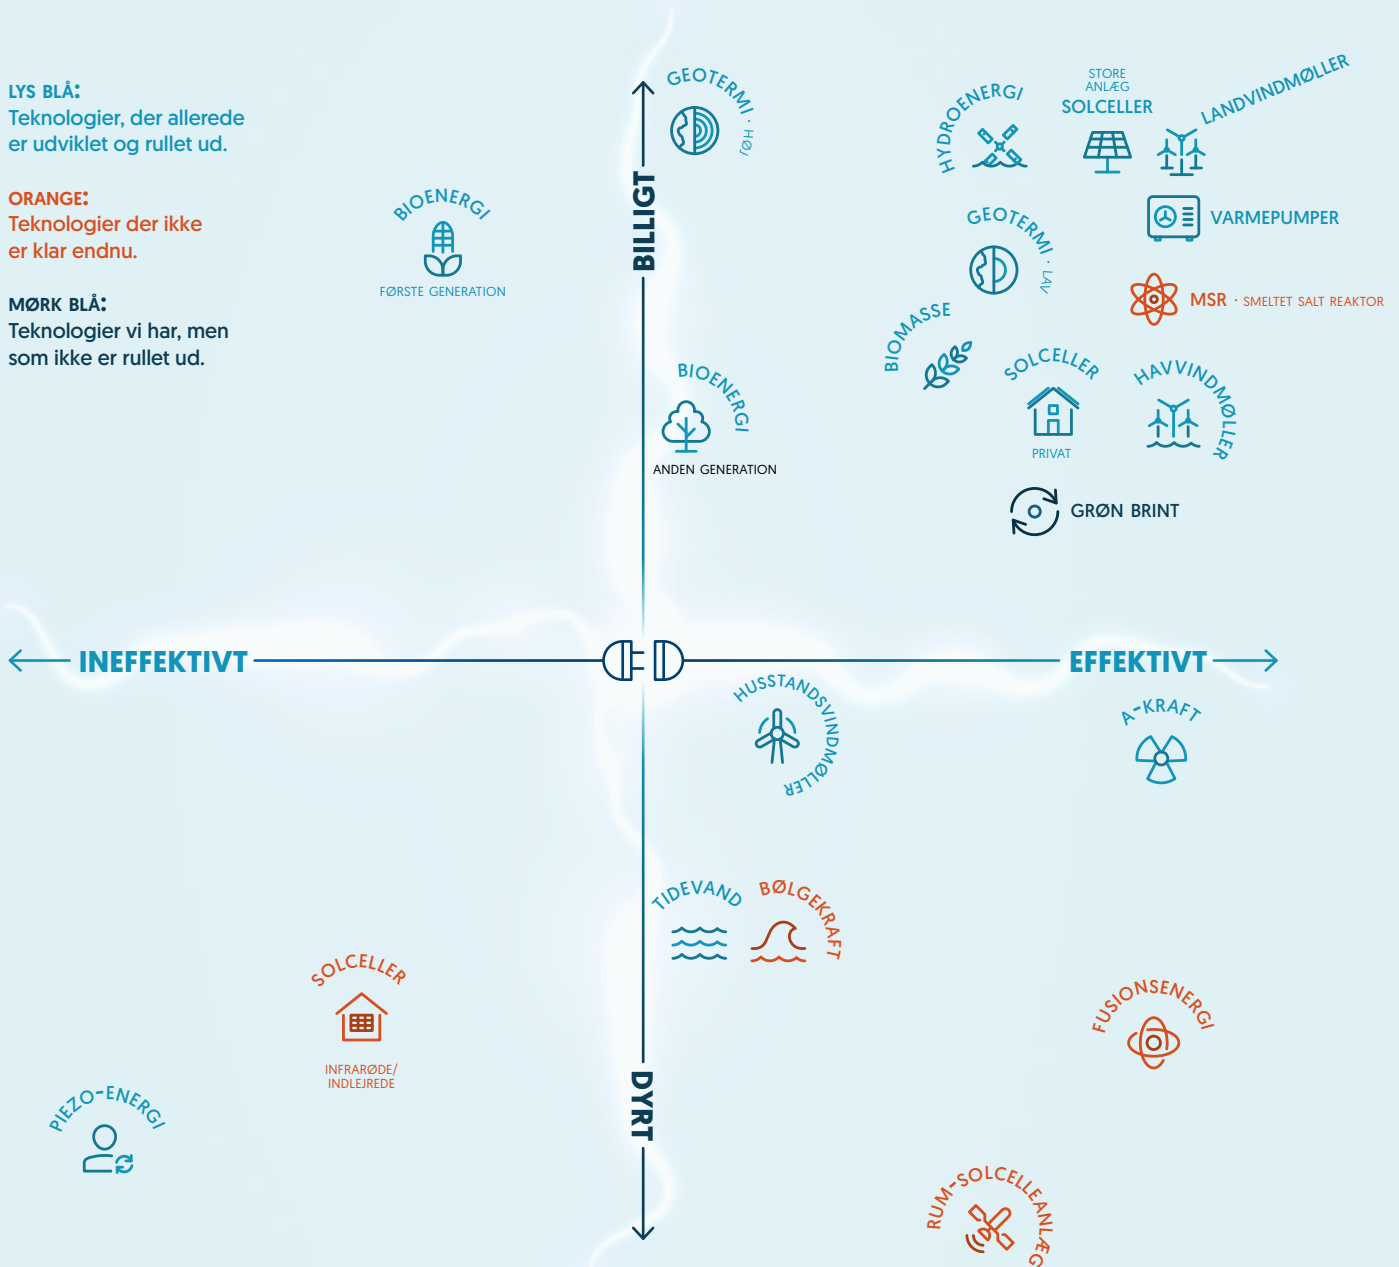 LYS BLÅ:
Teknologier, der allerede
er udviklet og rullet ud.
ORANGE:
Teknologier der ikke
er klar endnu.
MØRK BLÅ:
Teknologier vi har, men
som ikke er rullet ud.
BILLIGT
GEOTERMI · HØJ
HYDROENERGI
STORE
ANLÆG
SOLCELLER
LANDVINDMØLLER
BIOENERGI
FØRSTE GENERATION
VARMEPUMPER
GEOTERMI · LAV
MSR · SMELTET SALT REAKTOR
BIOMASSE
SOLCELLER
PRIVAT
HAVVINDMØLLER
BIOENERGI
ANDEN GENERATION
GRØN BRINT
INEFFEKTIVT
EFFEKTIVT
HUSSTANDSVINDMØLLER
A-KRAFT
TIDEVAND
BØLGEKRAFT
SOLCELLER
INFRARØDE/
INDLEJREDE
FUSIONSENERGI
DYRT
PIEZO-ENERGI
RUM-SOLCELLEANLÆG